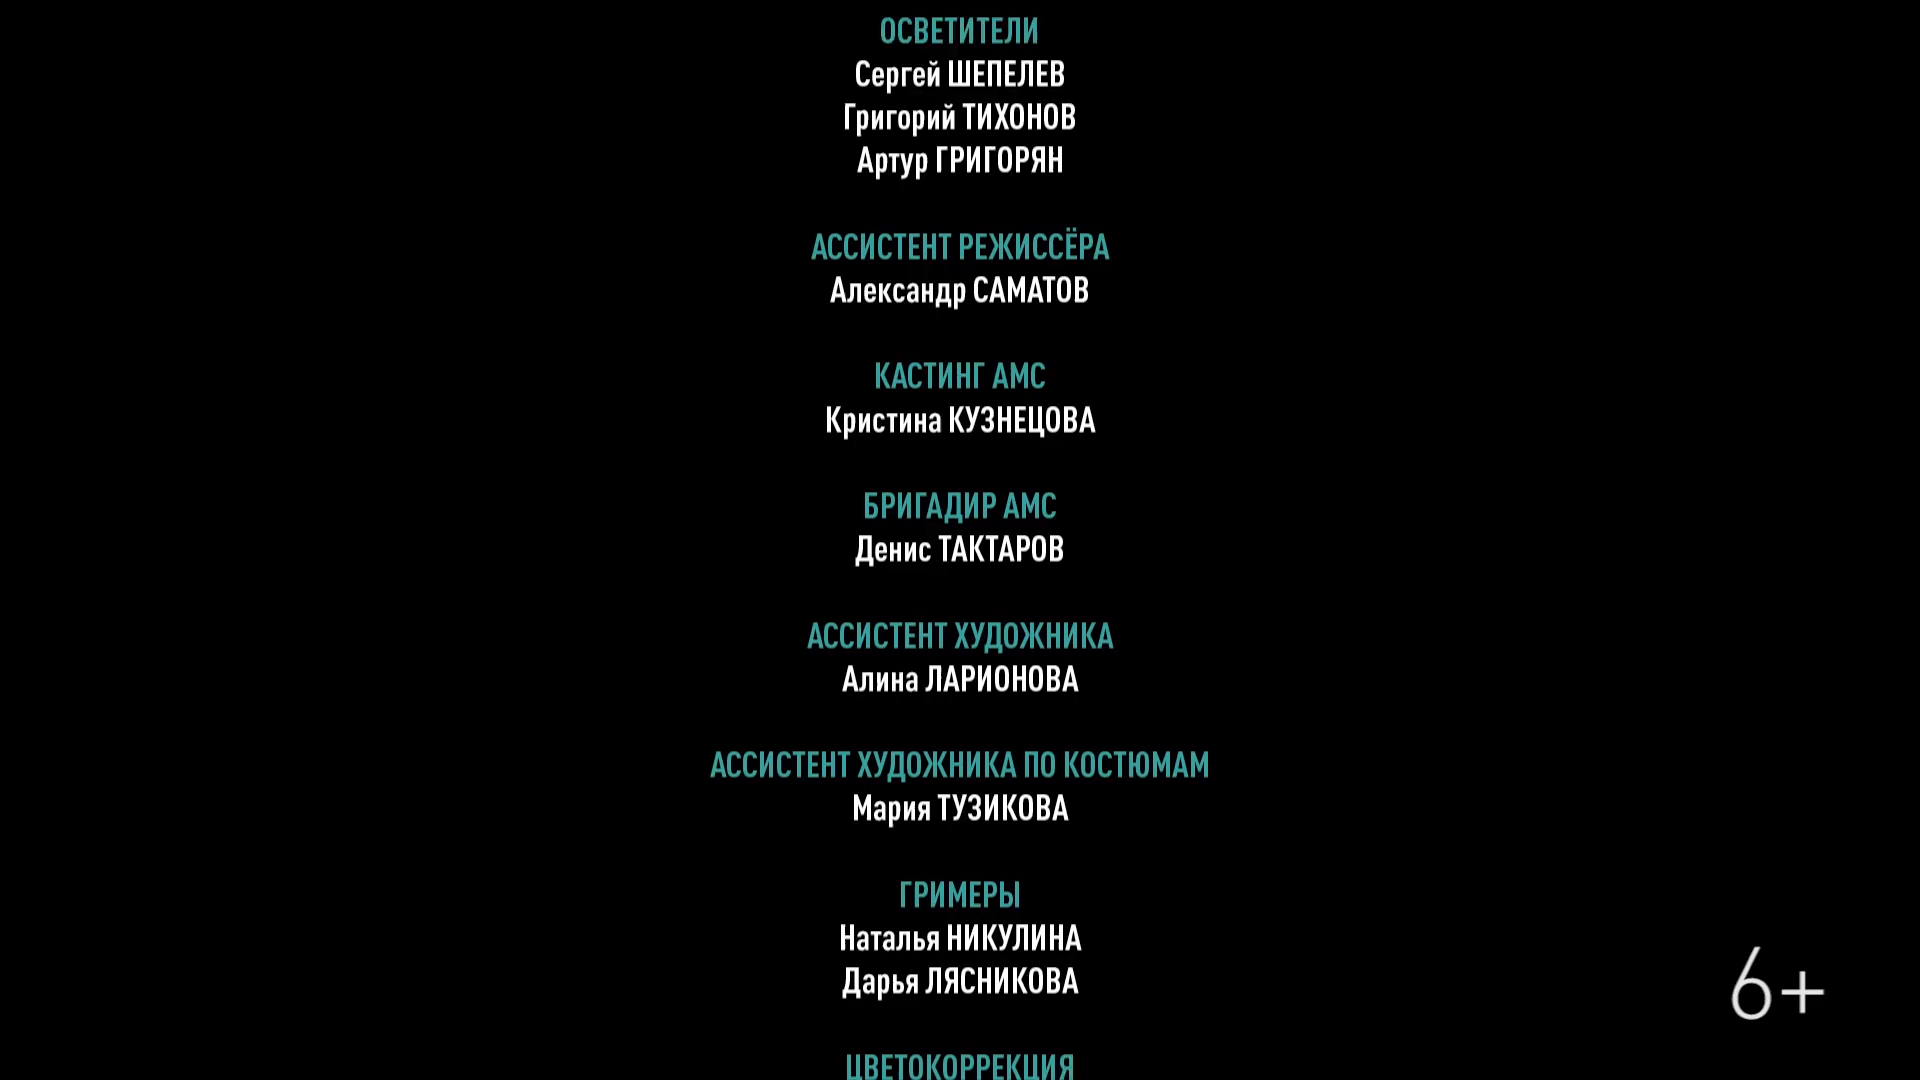 ОСВЕТИТЕЛИ
Сергей ШЕПЕЛЕВ
Григорий ТИХОНОВ
Артур ГРИГОРЯН
АССИСТЕНТ РЕЖИССЁРА
Александр САМАТОВ
КАСТИНГ АМС
Кристина КУЗНЕЦОВА
БРИГАДИР АМС
Денис ТАКТАРОВ
АССИСТЕНТ ХУДОЖНИКА
Алина ЛАРИОНОВА
АССИСТЕНТ ХУДОЖНИКА ПО КОСТЮМАМ
Мария ТУЗИКОВА
ГРИМЕРЫ
Наталья НИКУЛИНА
Дарья ЛЯСНИКОВА
6+
ЦВЕТОКОРРЕКЦИЯ